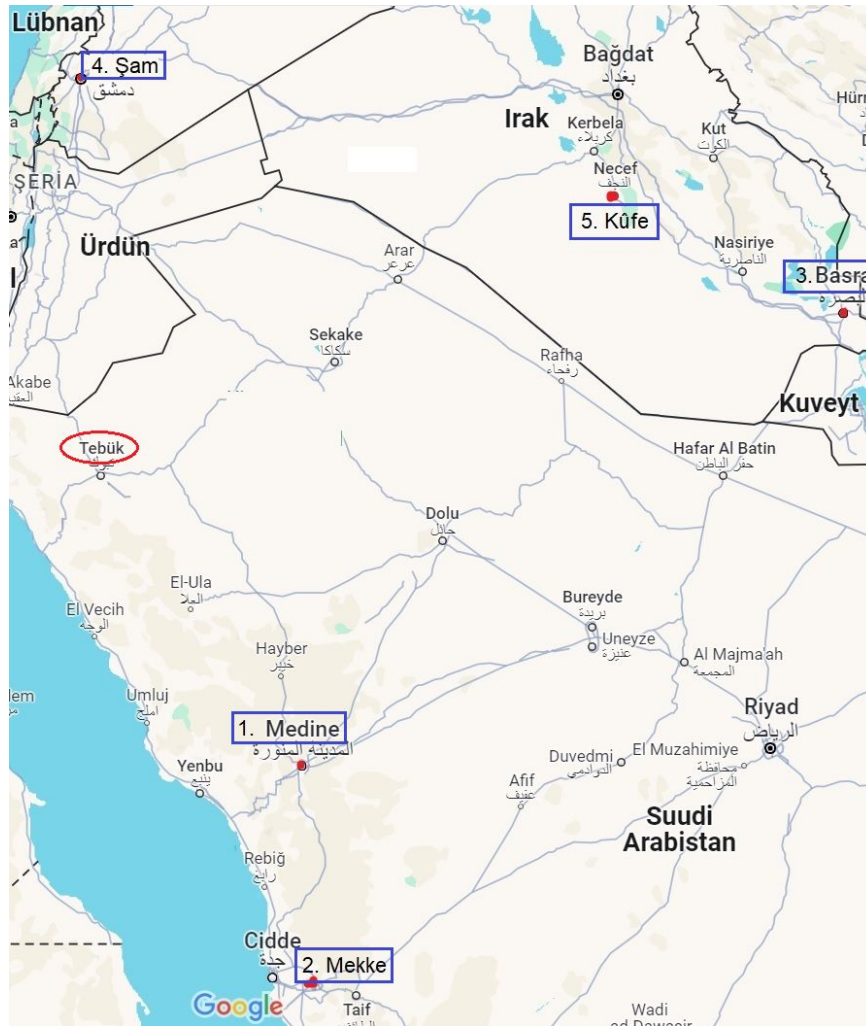 Lübnan
4. Şam
دمشق
Bağdat
بغداد
Irak
Kerbela
كربلاء
Kut
الكوت
Necef
النجف
5. Kûfe
ŞERİA
Ürdün
Arar
عرعر
Nasiriye
الناصرية
3.Basra
البصرة
Sekake
سكاكا
Rafha
رفحاء
Akabe
العقب
Kuveyt
Tebük
تبوك
Hafar Al Batin
حفر الباطن
Dolu
حائل
El-Ula
العلا
El Vecih
الوجه
Bureyde
بريدة
Uneyze
عنيزة
Hayber
خيبر
Al Majma'ah
المجمعة
Umluj
املج
1. Medine
المدينة المنورة
Riyad
الرياض
Yenbu
ينبع
Duvedmi
الدوادمي
El Muzahimiye
محافظة
المزاحمية
Afif
عفيف
Suudi
Arabistan
Rebiğ
رابغ
Cidde
جدة
2. Mekke
Google
Taif
Wadi